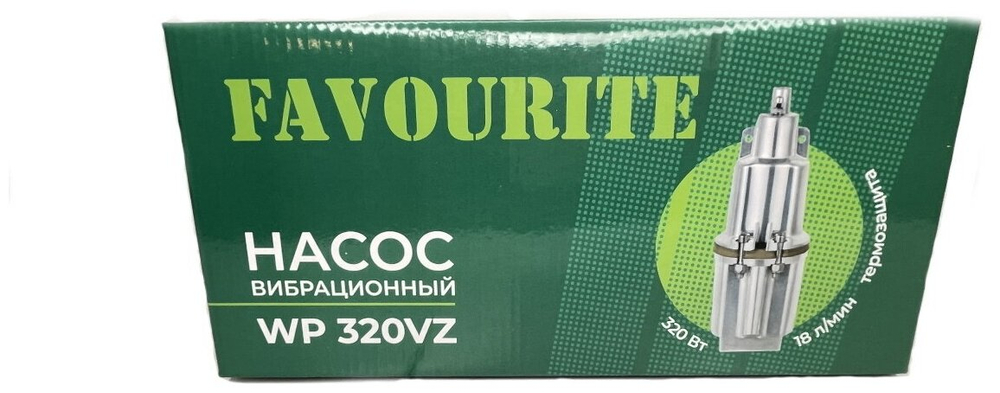 FAVOURITE
НАСОС
ВИБРАЦИОННЫЙ
WP 320VZ
320 Вт
18 л/мин
термозащита